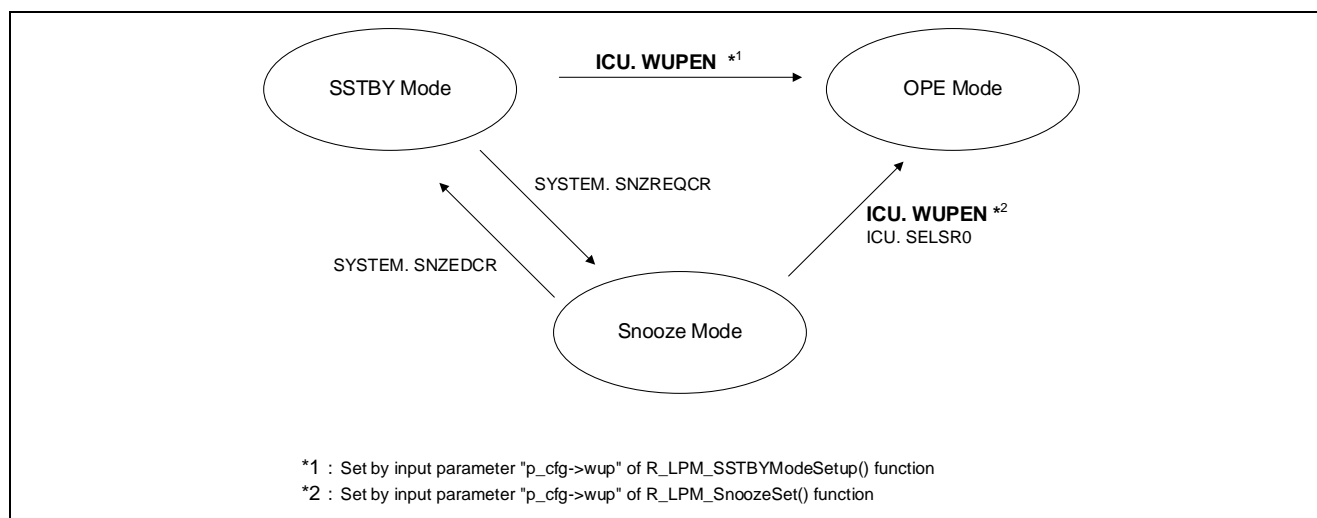 ICU. WUPEN *1
SSTBY Mode
OPE Mode
SYSTEM. SNZREQCR
ICU. WUPEN *2
ICU. SELSR0
SYSTEM. SNZEDCR
Snooze Mode
*1 : Set by input parameter "p_cfg->wup" of R_LPM_SSTBYModeSetup() function
*2 : Set by input parameter "p_cfg->wup" of R_LPM_SnoozeSet() function